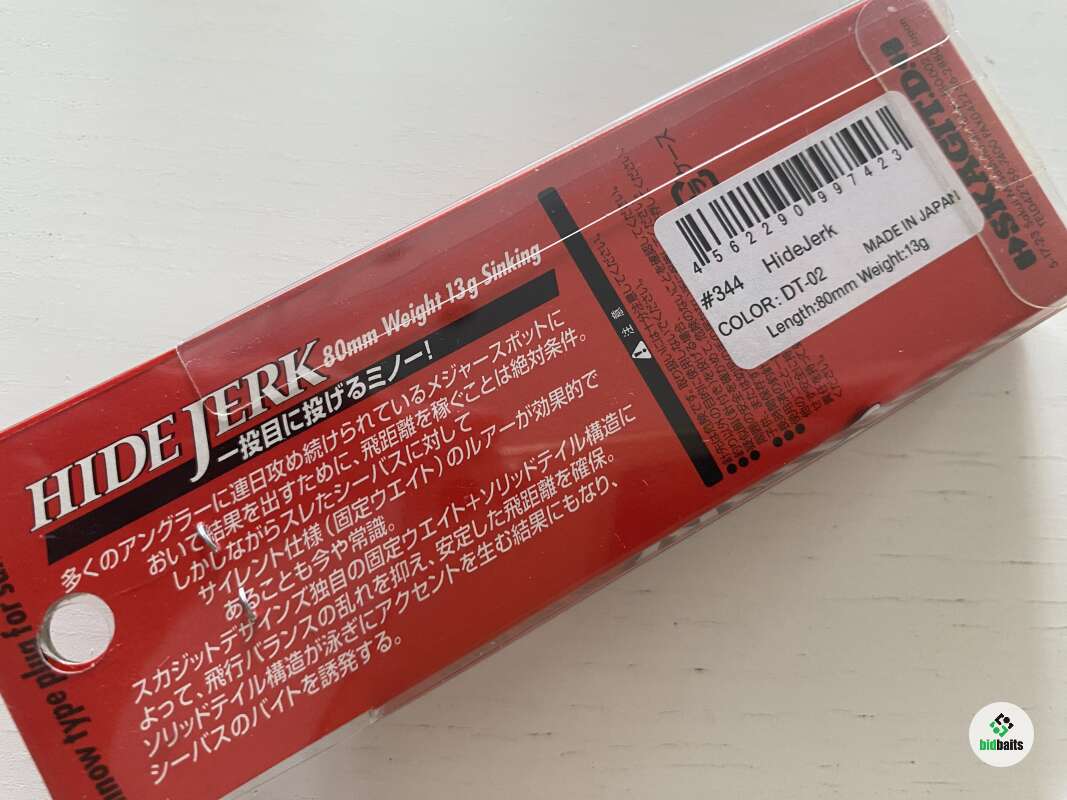 HIDE JERK 80mm Weight 13g Sinking
一投目に投げるミノー!
多くのアングラーに連日攻め続けられているメジャースポットに
おいて結果を出すために、飛距離を稼ぐことは絶対条件。
しかしながらスレたシーバスに対して
サイレント仕様(固定ウエイト)のルアーが効果的で
あることも今や常識。
スカジットデザインズ独自の固定ウエイト+ソリッドテイル構造に
よって、飛行バランスの乱れを抑え、安定した飛距離を確保。
ソリッドテイル構造が泳ぎにアクセントを生む結果にもなり、
シーバスのバイトを誘発する。
nnow type plug for
注意
ケース
4562290997423
#344 HideJerk
COLOR: DT-02 MADE IN JAPAN
Length:80mm Weight:13g
SKAGIT.D
bidbaits